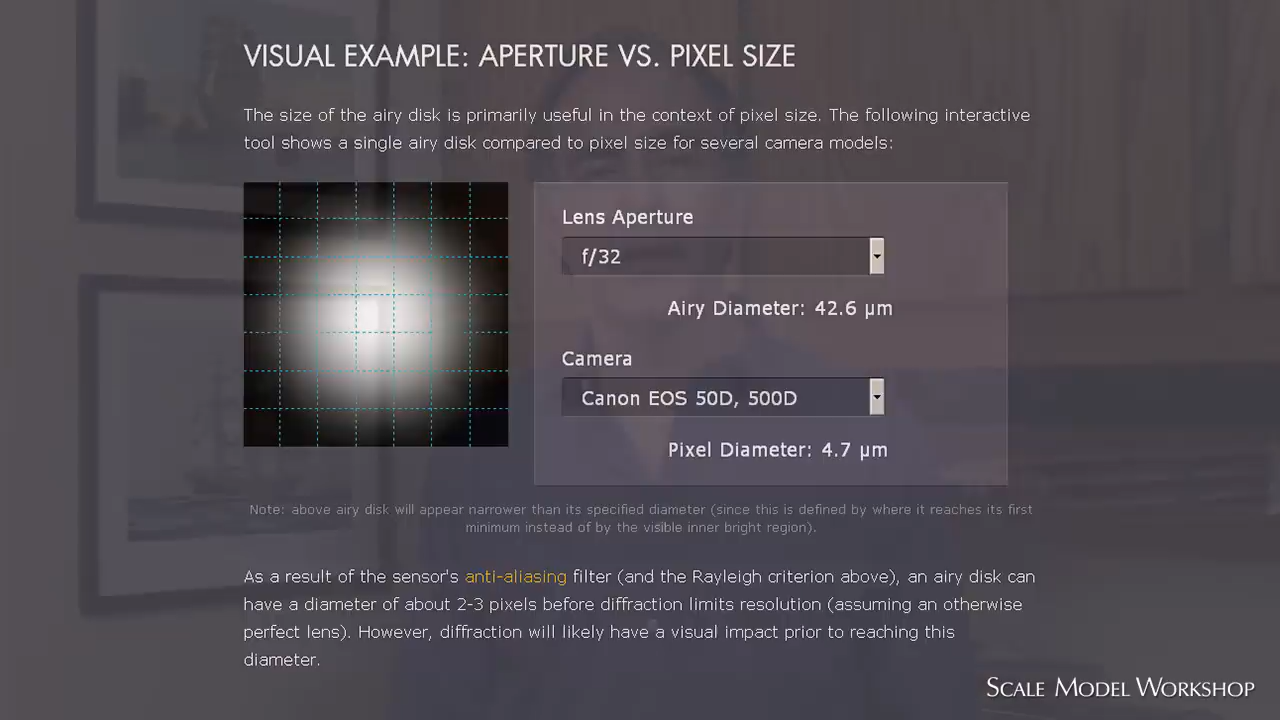 VISUAL EXAMPLE: APERTURE VS. PIXEL SIZE
The size of the airy disk is primarily useful in the context of pixel size. The following interactive
tool shows a single airy disk compared to pixel size for several camera models:
Lens Aperture
f/32
Airy Diameter: 42.6 µm
Camera
Canon EOS 50D, 500D
Pixel Diameter: 4.7 µm
Note: above airy disk will appear narrower than its specified diameter (since this is defined by where it reaches its first
minimum instead of by the visible inner bright region).
As a result of the sensor's anti-aliasing filter (and the Rayleigh criterion above), an airy disk can
have a diameter of about 2-3 pixels before diffraction limits resolution (assuming an otherwise
perfect lens). However, diffraction will likely have a visual impact prior to reaching this
diameter.
SCALE MODEL WORKSHOP